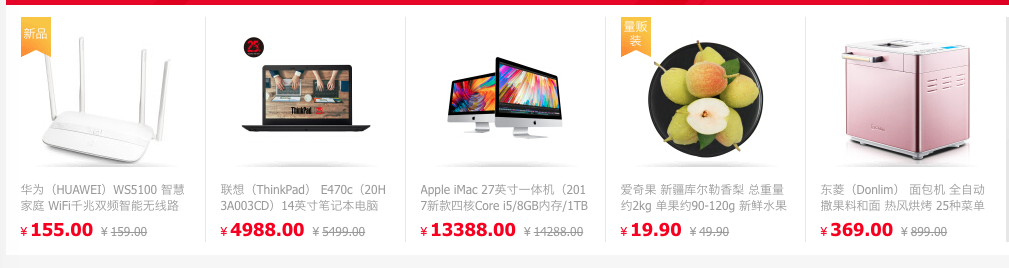 新品
华为（HUAWEI）WS5100 智慧
家庭 WiFi千兆双频智能无线路
¥ 155.00 ¥ 159.00
ThinkPad
联想（ThinkPad） E470c（20H
3A003CD）14英寸笔记本电脑
¥ 4988.00 ¥ 5499.00
Apple iMac 27英寸一体机（201
7新款四核Core i5/8GB内存/1TB
¥ 13388.00 ¥ 14288.00
量贩
装
爱奇果 新疆库尔勒香梨 总重量
约2kg 单果约90-120g 新鲜水果
¥ 19.90 ¥ 49.90
东菱（Donlim） 面包机 全自动
撒果料和面 热风烘烤 25种菜单
¥ 369.00 ¥ 899.00